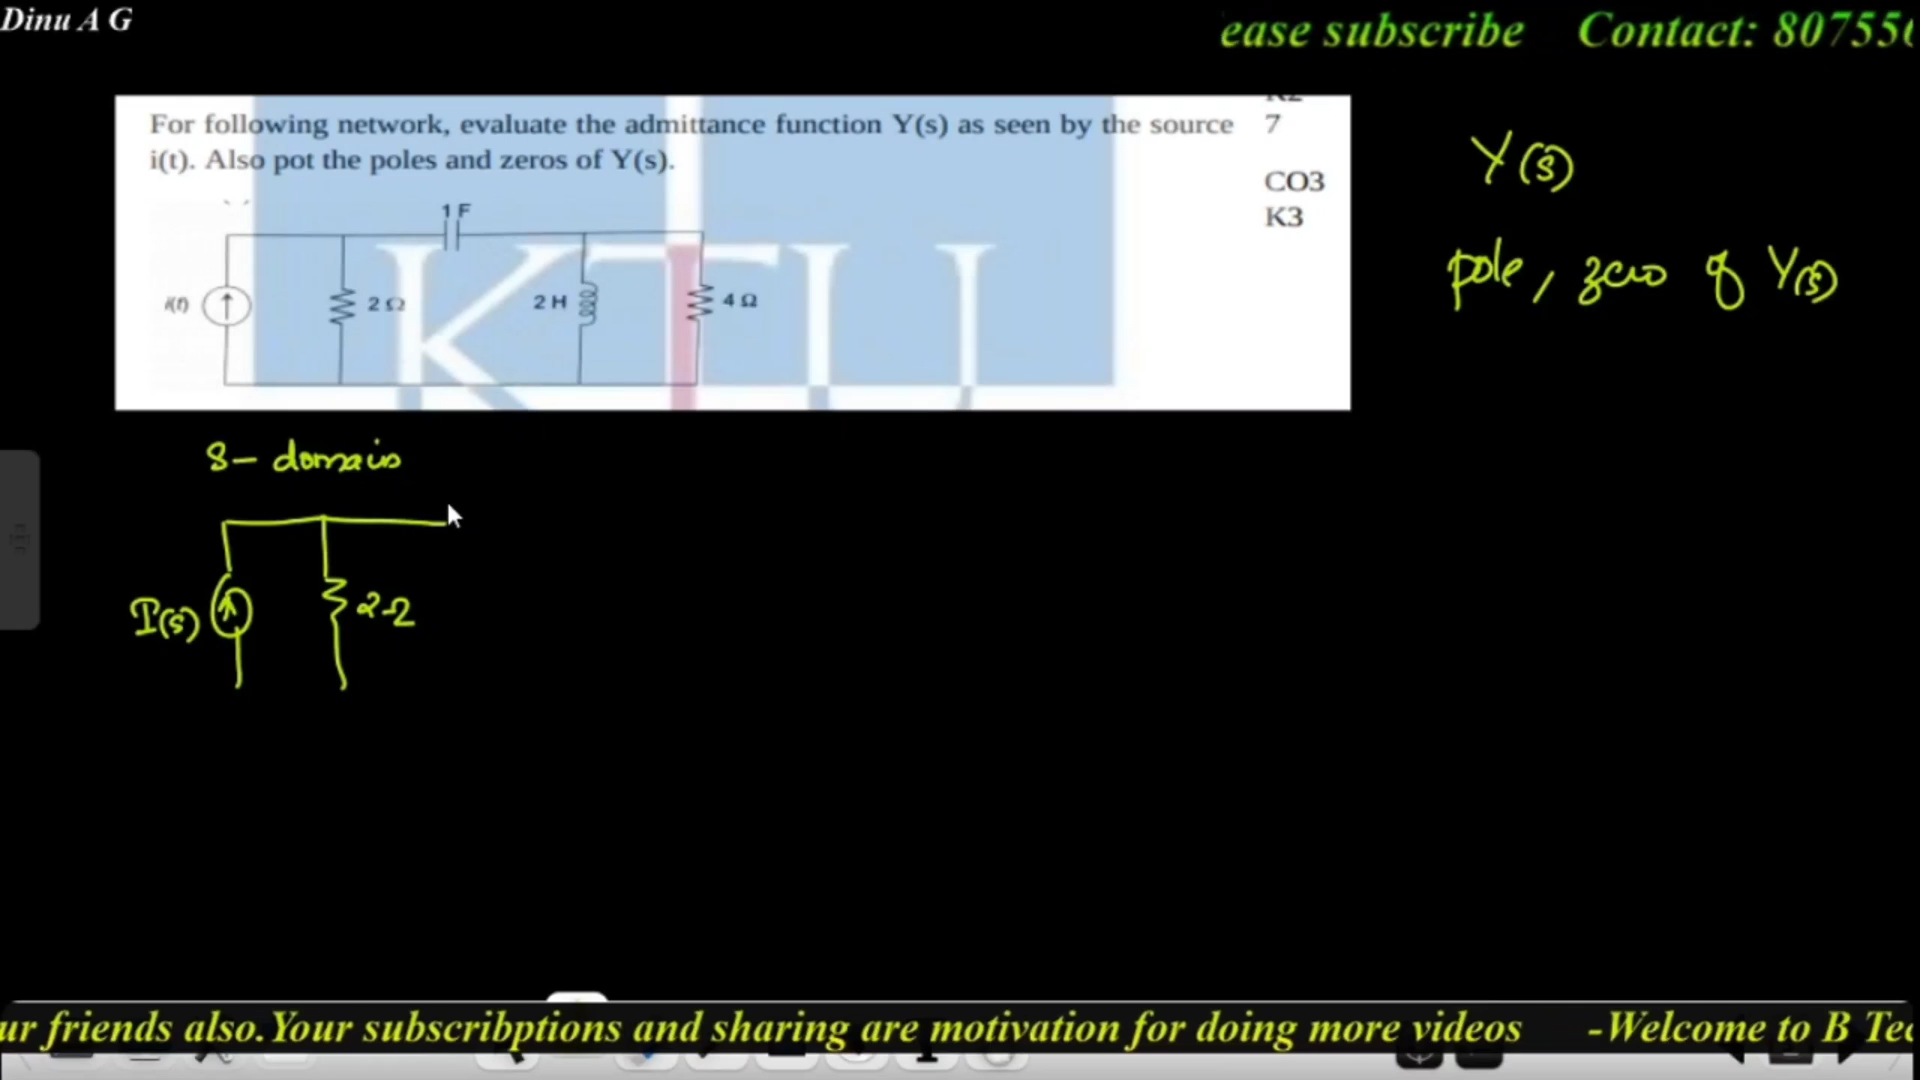 Dinu A G
ease subscribe Contact: 80755
For following network, evaluate the admittance function Y(s) as seen by the source 7
i(t). Also pot the poles and zeros of Y(s).
CO3
K3
1 F
i(t)
2 Ω
2 H
4 Ω
KTU
Y(s)
pole, zero of Y(s)
S- domain
I(s)
2Ω
ur friends also.Your subscribptions and sharing are motivation for doing more videos -Welcome to B Tec